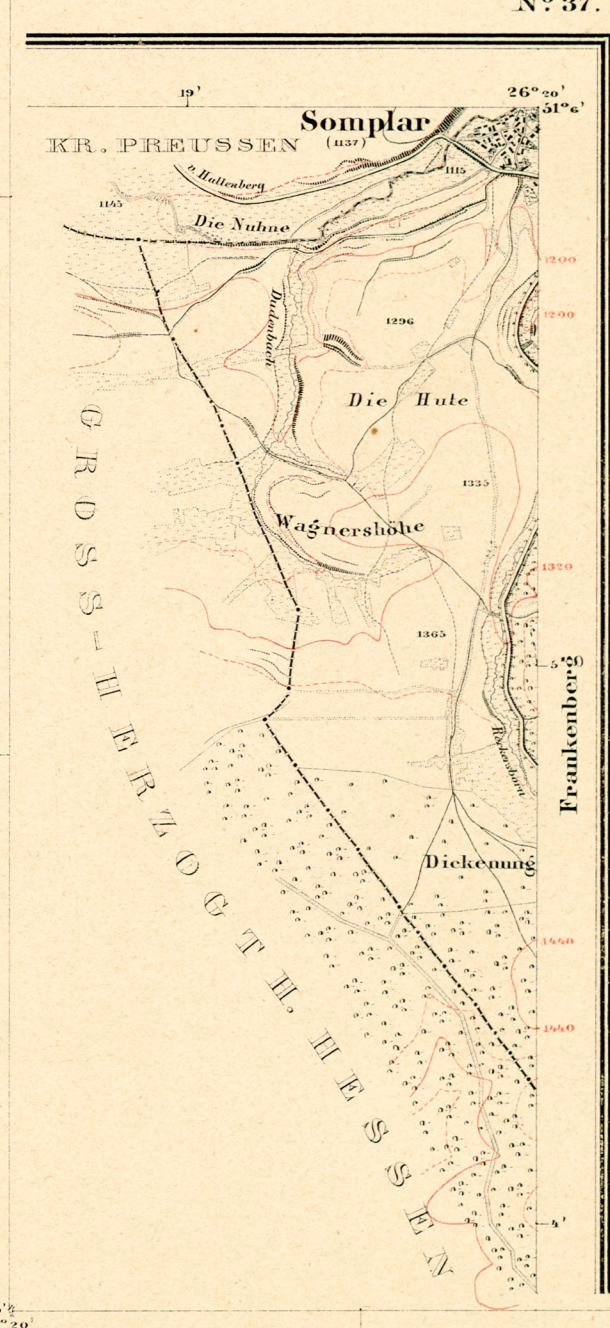 No. 37.
19'
26° 20'
51° 6'
Somplar
(1137)
KR. PREUSSEN
v. Hallenberg
1115
1145
Die Nuhne
1200
Dudenbach
1200
1296
Die Hute
GROSS-HERZOGTH. HESSEN
1335
Wagnershöhe
1320
1365
Frankenberg
Dickenung
1440
1440
4'